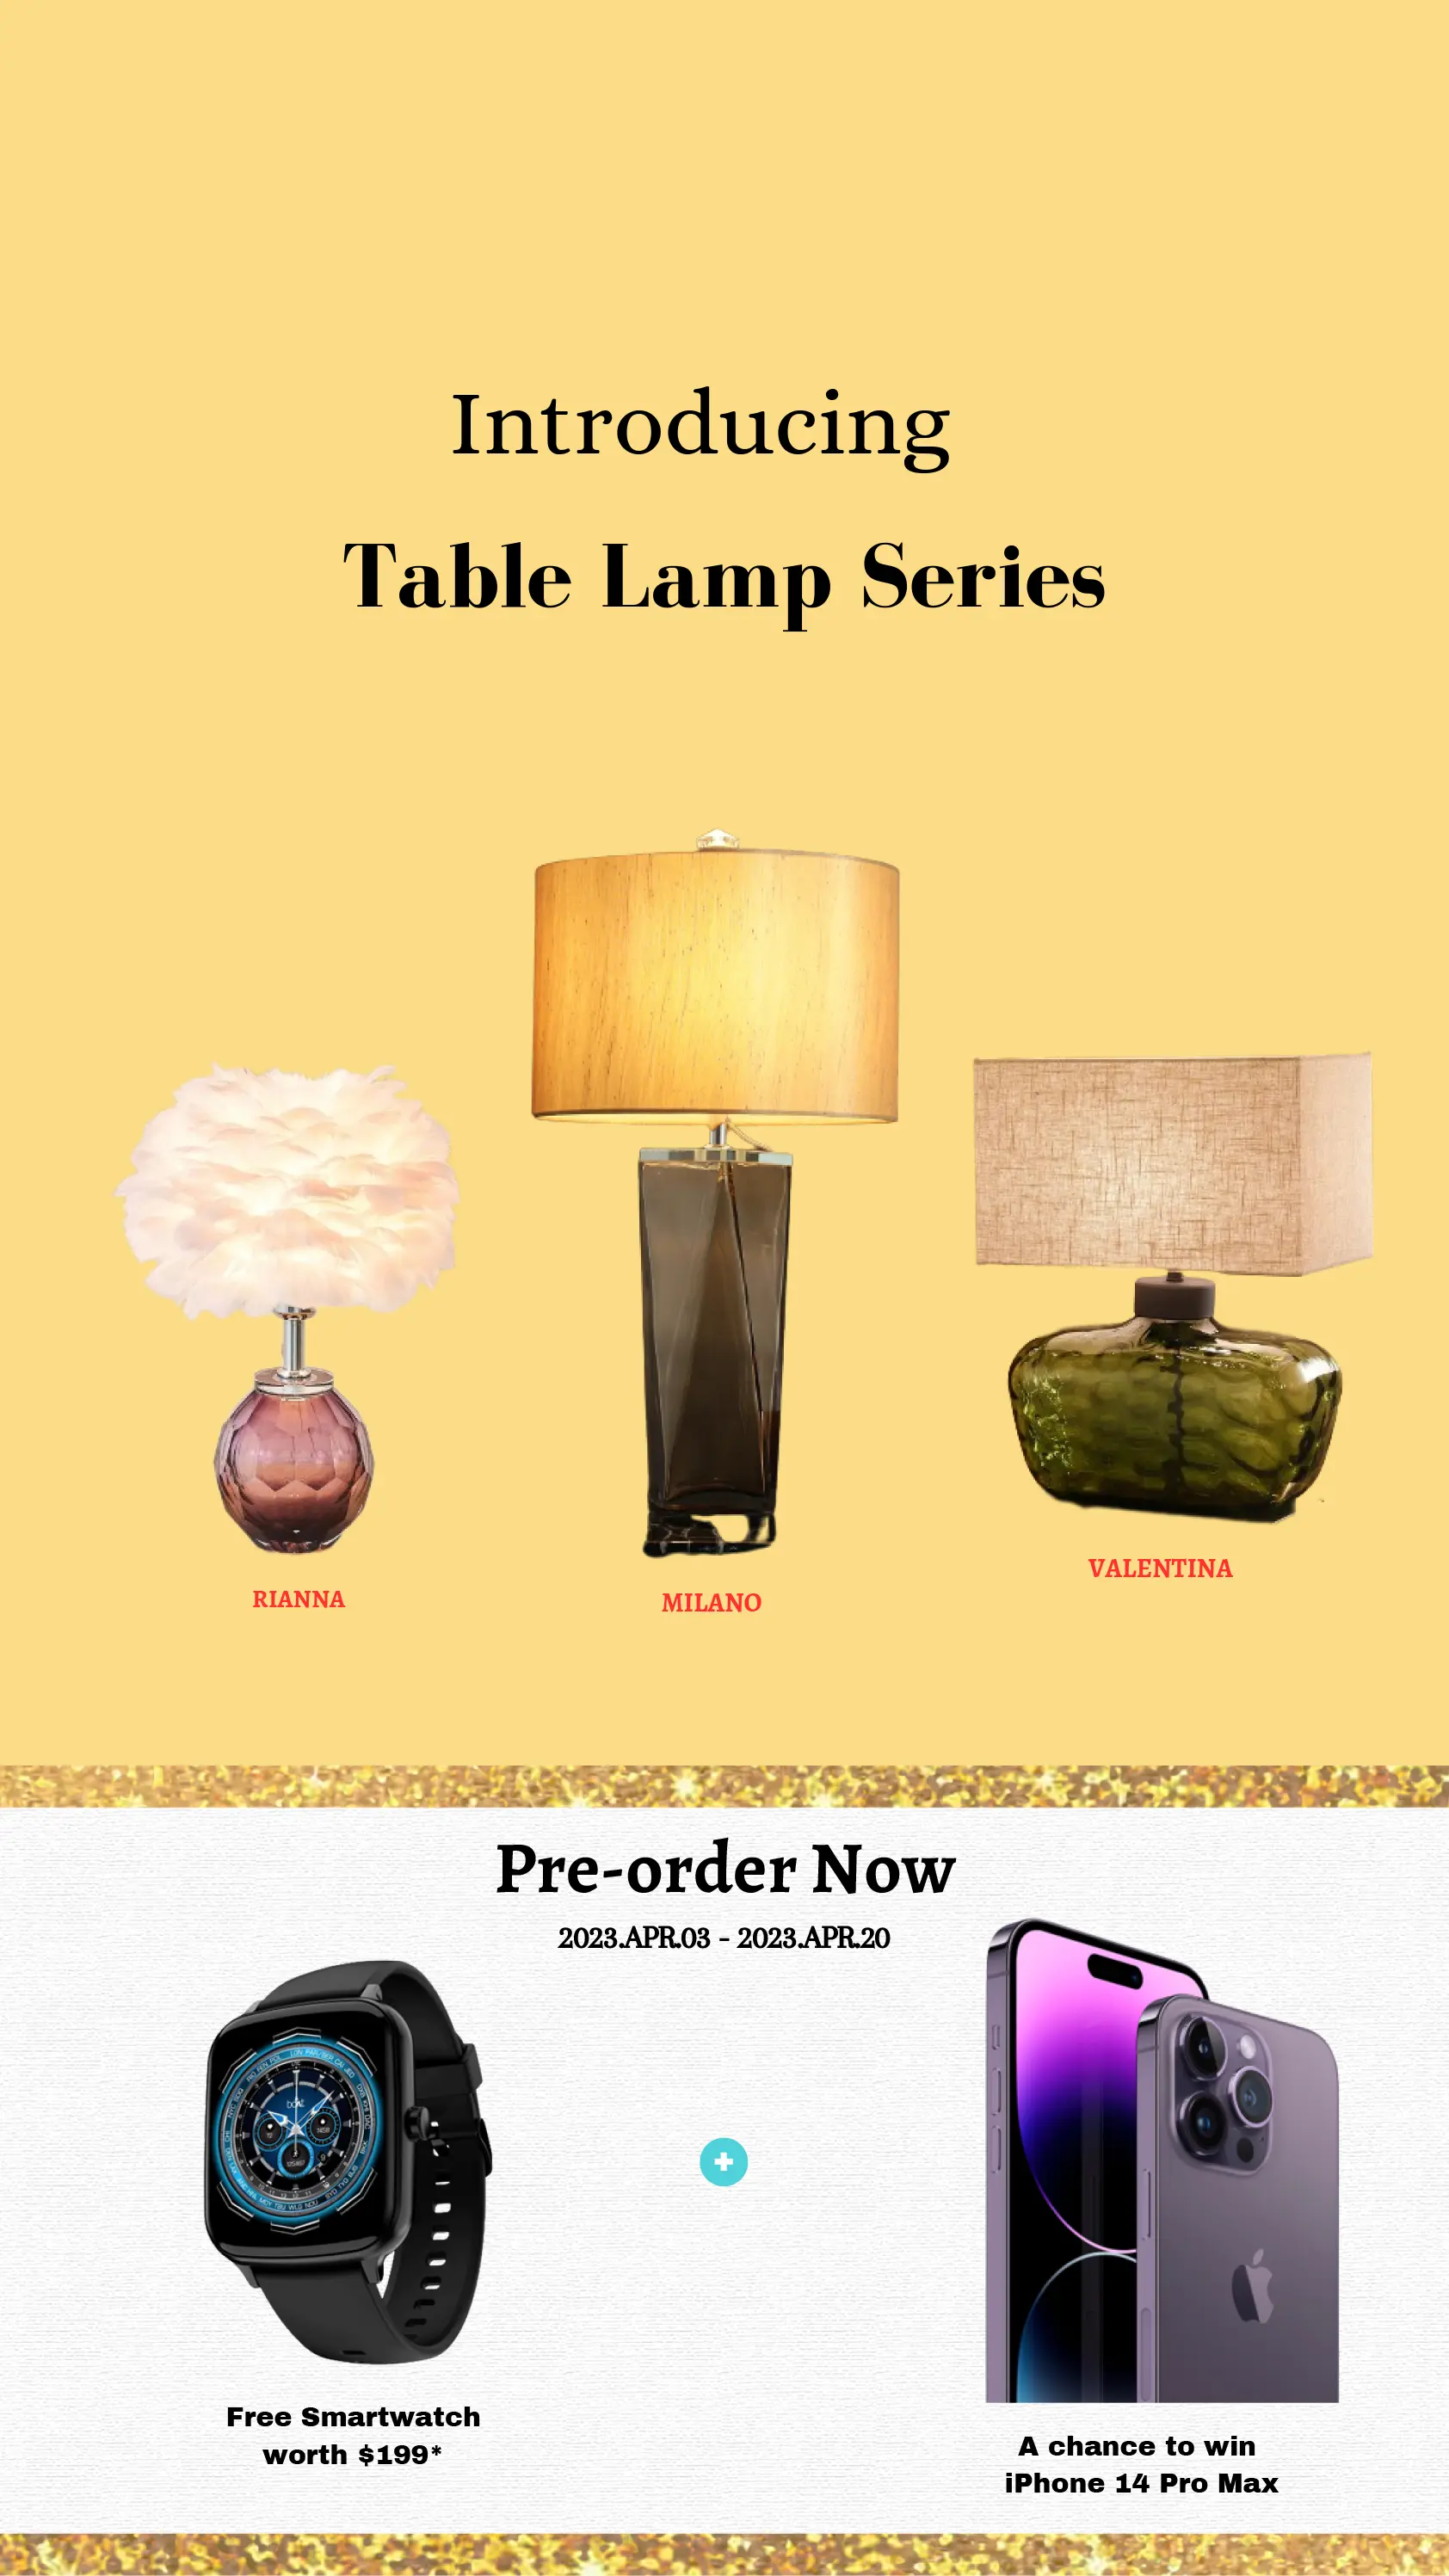 Introducing
Table Lamp Series
RIANNA
MILANO
VALENTINA
Pre-order Now
2023.APR.03 - 2023.APR.20
Free Smartwatch
worth $199*
A chance to win
iPhone 14 Pro Max